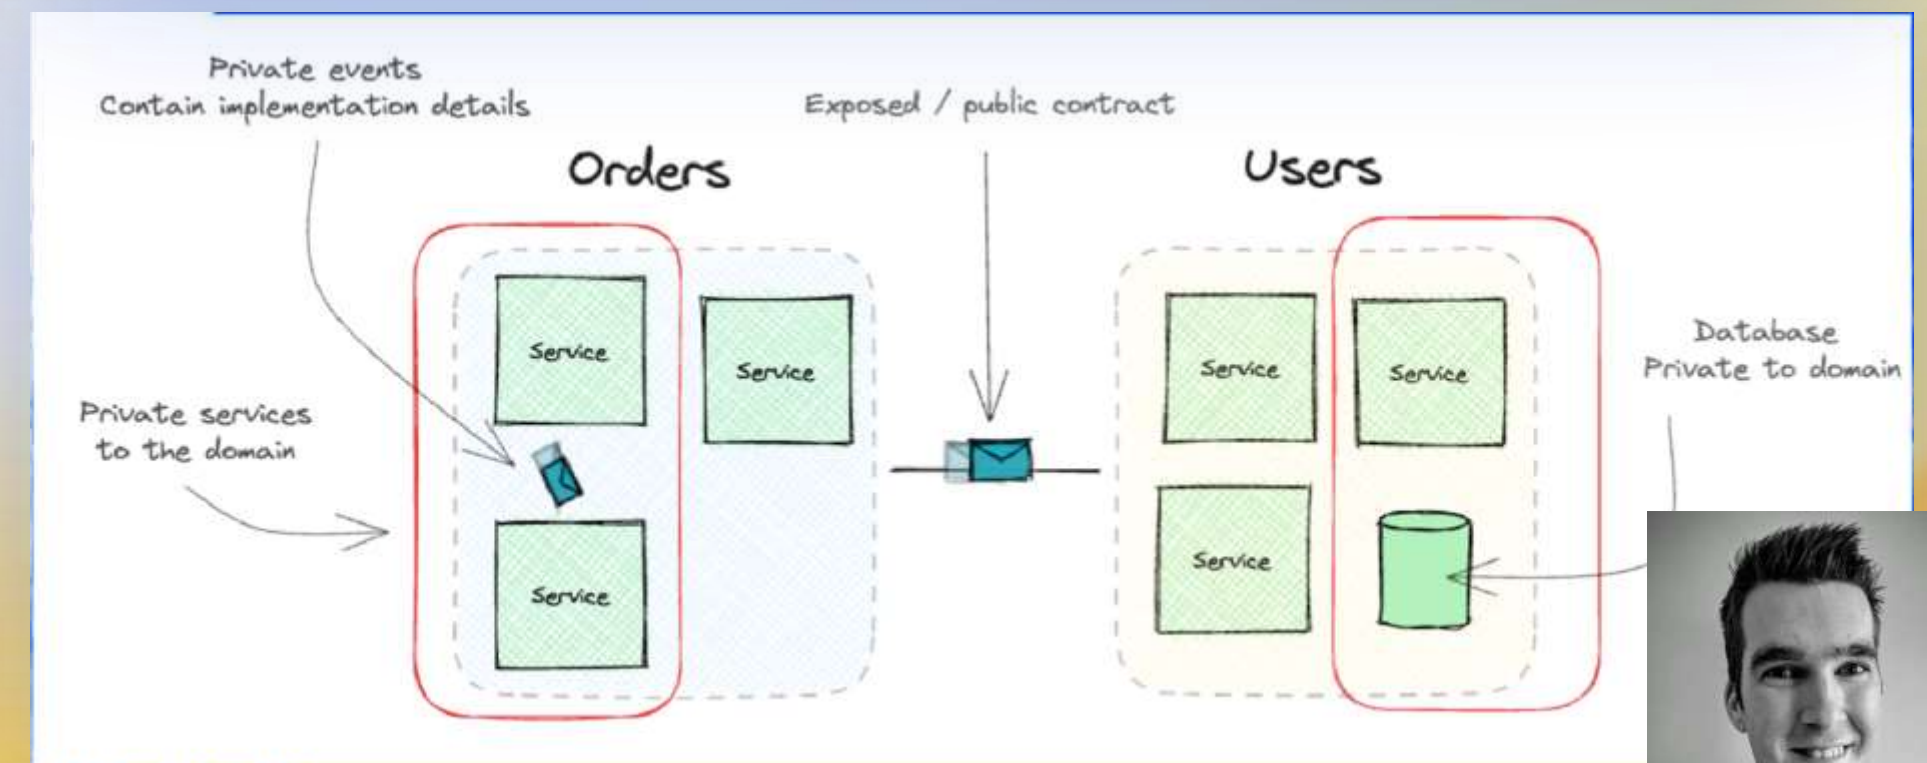 Private events
Contain implementation details
Exposed / public contract
Orders
Users
Service
Service
Service
Service
Service
Service
Private services
to the domain
Database
Private to domain